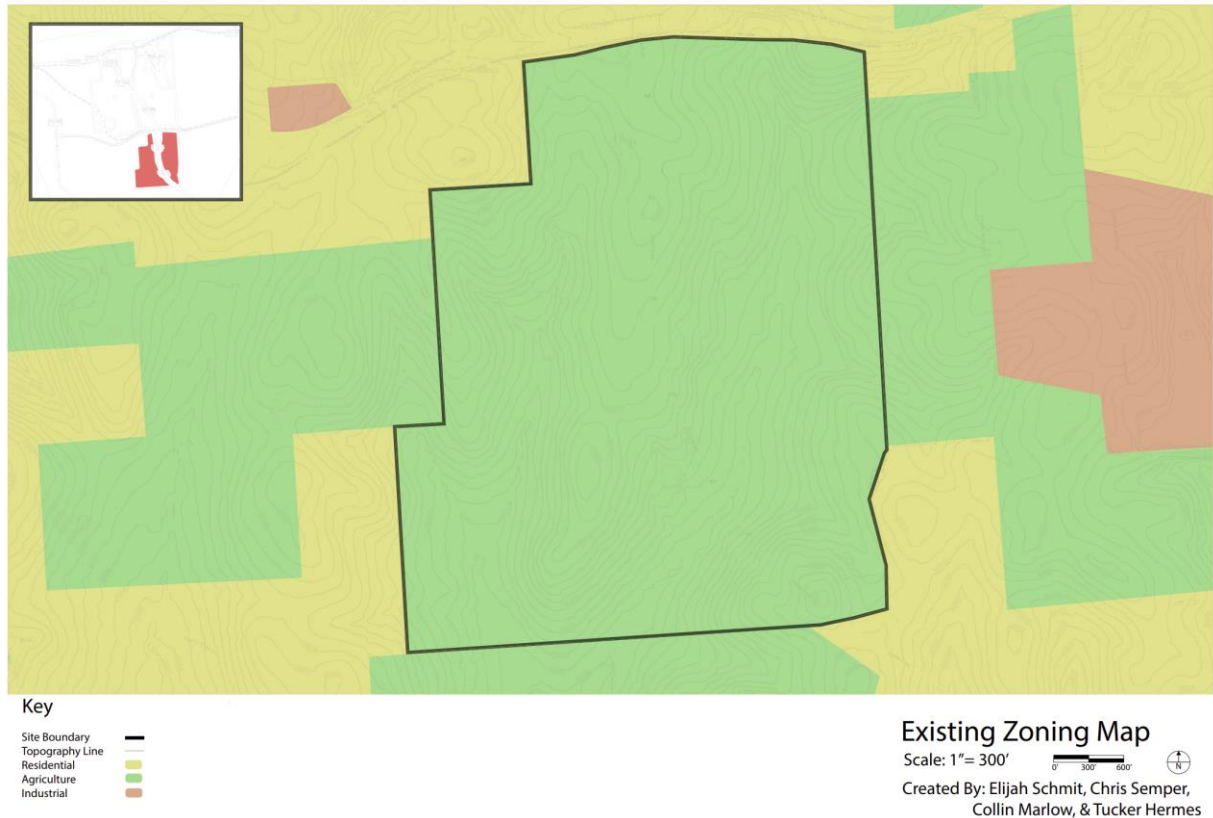 Key
Site Boundary
Topography Line
Residential
Agriculture
Industrial
Existing Zoning Map
Scale: 1”= 300’
0' 300' 600'
N
Created By: Elijah Schmit, Chris Semper,
Collin Marlow, & Tucker Hermes